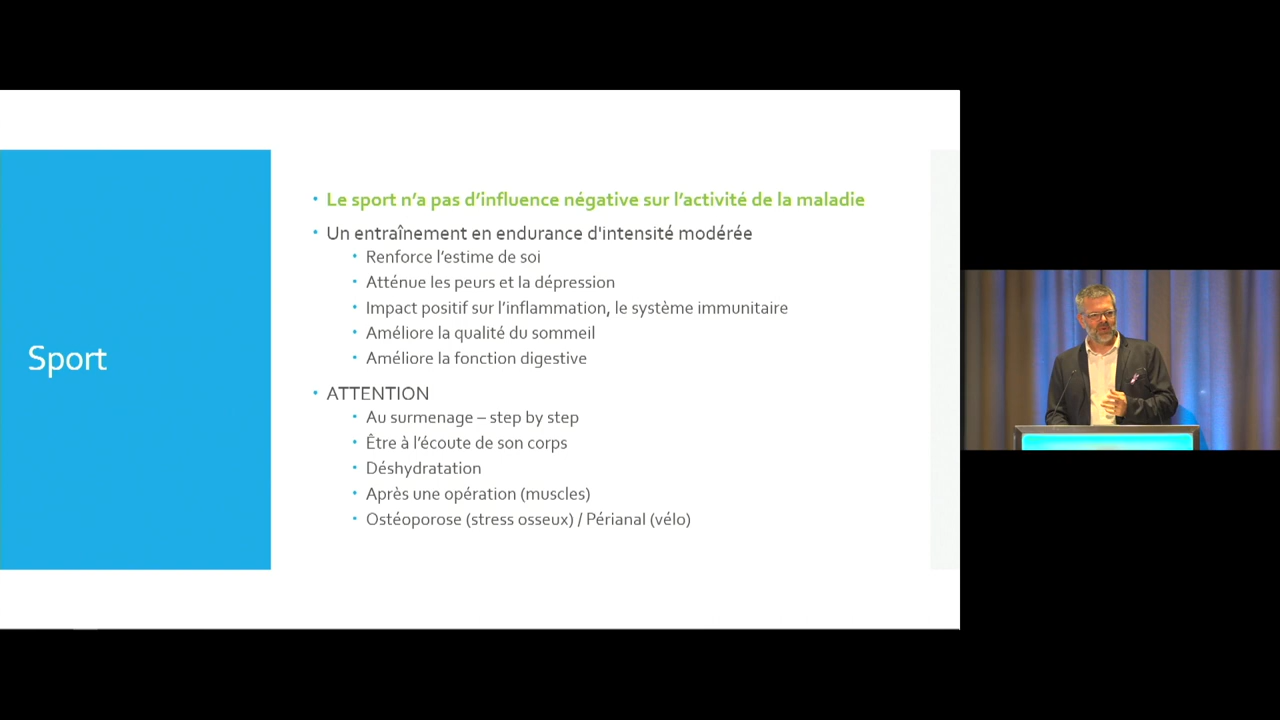 Sport
• Le sport n’a pas d’influence négative sur l’activité de la maladie
• Un entraînement en endurance d'intensité modérée
• Renforce l’estime de soi
• Atténue les peurs et la dépression
• Impact positif sur l’inflammation, le système immunitaire
• Améliore la qualité du sommeil
• Améliore la fonction digestive
• ATTENTION
• Au surmenage – step by step
• Être à l’écoute de son corps
• Déshydratation
• Après une opération (muscles)
• Ostéoporose (stress osseux) / Périanal (vélo)